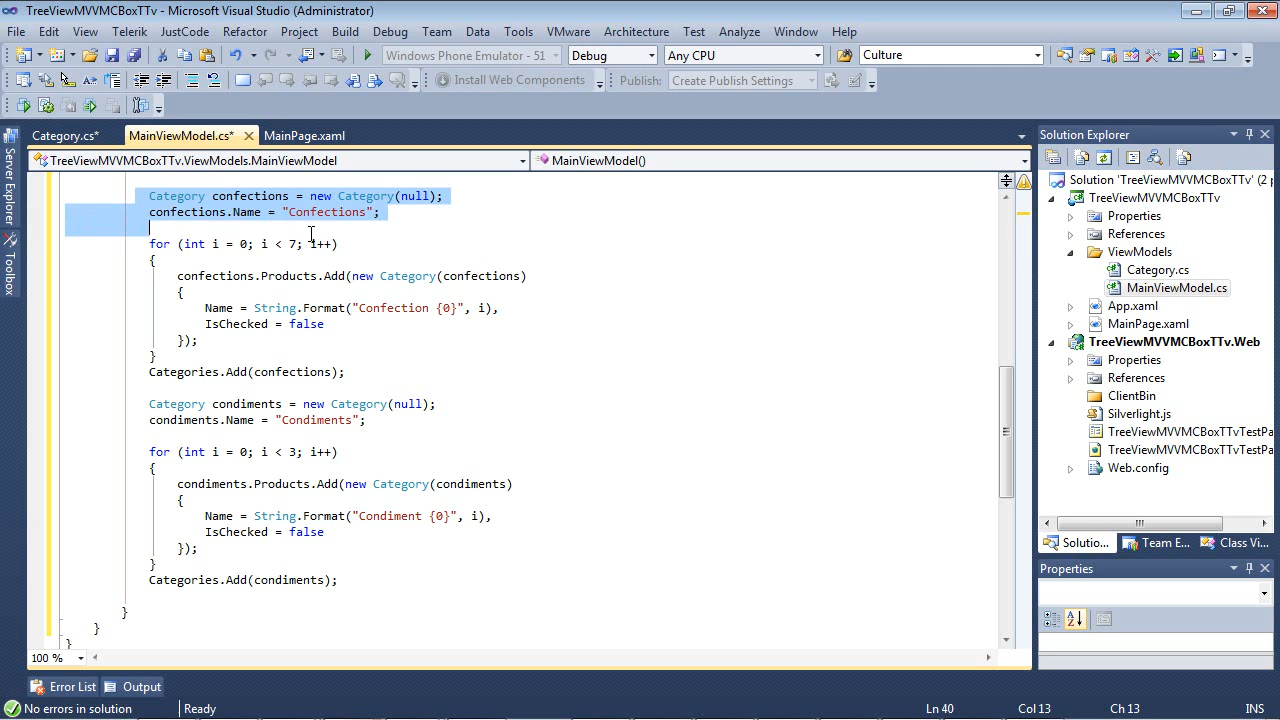 TreeViewMVVMCBoxTTv - Microsoft Visual Studio (Administrator)
File Edit View Telerik JustCode Refactor Project Build Debug Team Data Tools VMware Architecture Test Analyze Window Help
Windows Phone Emulator - 51 Debug Any CPU Culture
Install Web Components Publish: Create Publish Settings
Server Explorer
Toolbox
Category.cs* MainViewModel.cs* MainPage.xaml
TreeViewMVVMCBoxTTv.ViewModels.MainViewModel MainViewModel()
Category confections = new Category(null);
confections.Name = "Confections";
for (int i = 0; i < 7; i++)
{
confections.Products.Add(new Category(confections)
{
Name = String.Format("Confection {0}", i),
IsChecked = false
});
}
Categories.Add(confections);
Category condiments = new Category(null);
condiments.Name = "Condiments";
for (int i = 0; i < 3; i++)
{
condiments.Products.Add(new Category(condiments)
{
Name = String.Format("Condiment {0}", i),
IsChecked = false
});
}
Categories.Add(condiments);
}
}
}
100 %
Solution Explorer
Solution 'TreeViewMVVMCBoxTTv' (2 p
TreeViewMVVMCBoxTTv
Properties
References
ViewModels
Category.cs
MainViewModel.cs
App.xaml
MainPage.xaml
TreeViewMVVMCBoxTTv.Web
Properties
References
ClientBin
Silverlight.js
TreeViewMVVMCBoxTTvTestPa
TreeViewMVVMCBoxTTvTestPa
Web.config
Solutio... Team E... Class Vi...
Properties
Error List Output
No errors in solution Ready Ln 40 Col 13 Ch 13 INS